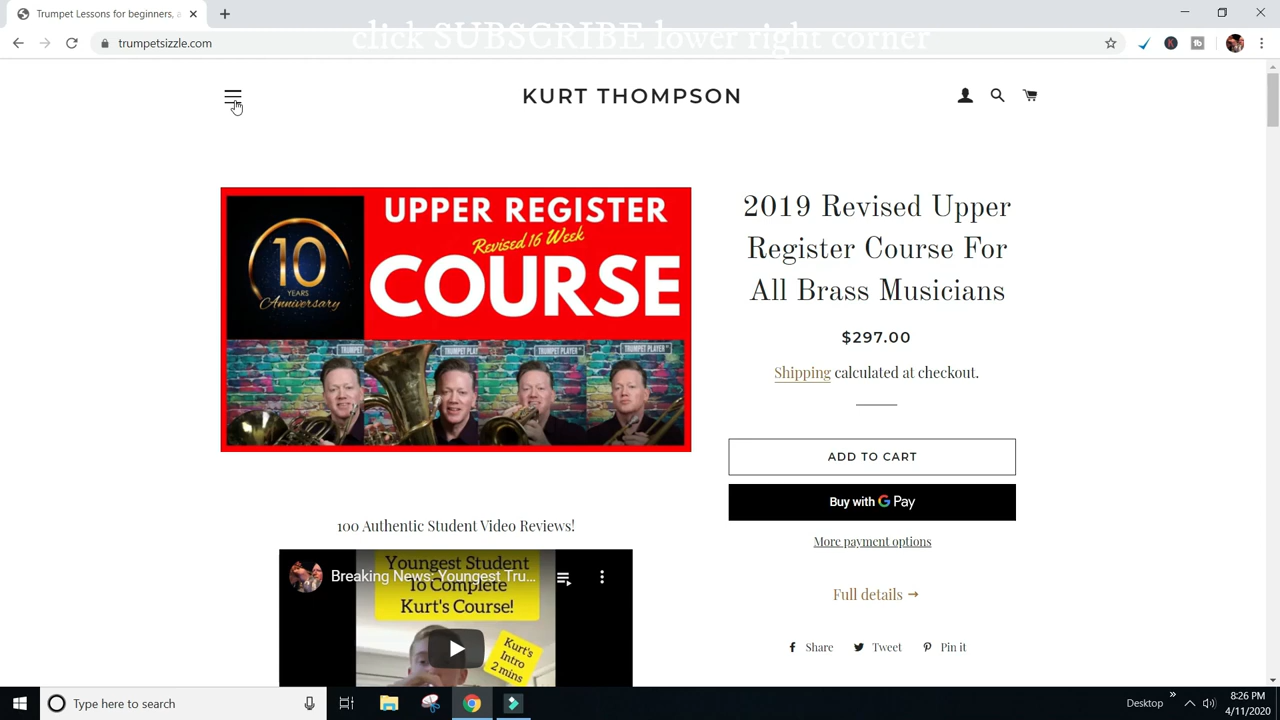 Trumpet Lessons for beginners,
click SUBSCRIBE lower right corner
trumpetsizzle.com
KURT THOMPSON
UPPER REGISTER
Revised 16 Week
COURSE
10
YEARS
Anniversary
TRUMPET
TRUMPET PLAY
TRUMPET PLAYER
TRUMPET PLAYER
2019 Revised Upper
Register Course For
All Brass Musicians
$297.00
Shipping calculated at checkout.
ADD TO CART
Buy with G Pay
More payment options
Full details →
Share Tweet Pin it
100 Authentic Student Video Reviews!
Breaking News: Youngest Tru...
Youngest Student
To Complete
Kurt's Course!
Kurt's
Intro
2 mins
Type here to search
Desktop
8:26 PM
4/11/2020